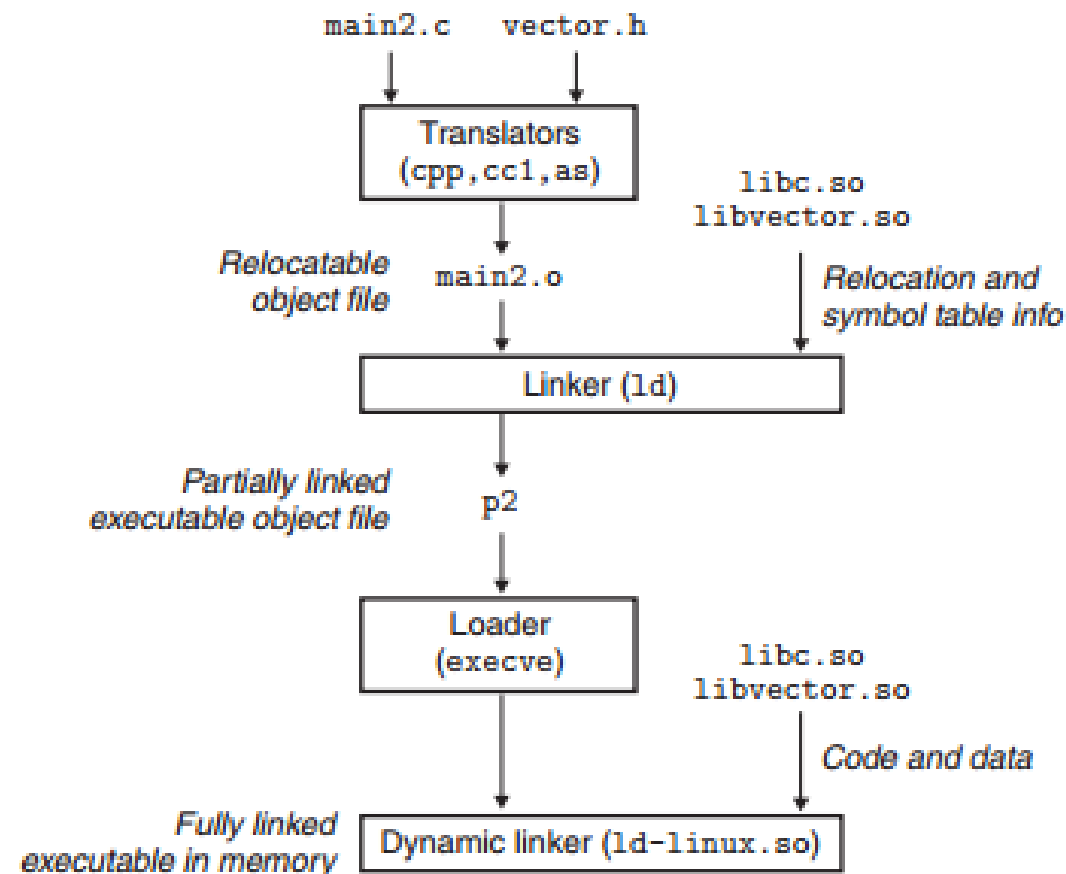 main2.c vector.h
Translators
(cpp,cc1,as)
libc.so
libvector.so
Relocatable
object file
main2.o
Relocation and
symbol table info
Linker (ld)
Partially linked
executable object file
p2
Loader
(execve)
libc.so
libvector.so
Code and data
Fully linked
executable in memory
Dynamic linker (ld-linux.so)